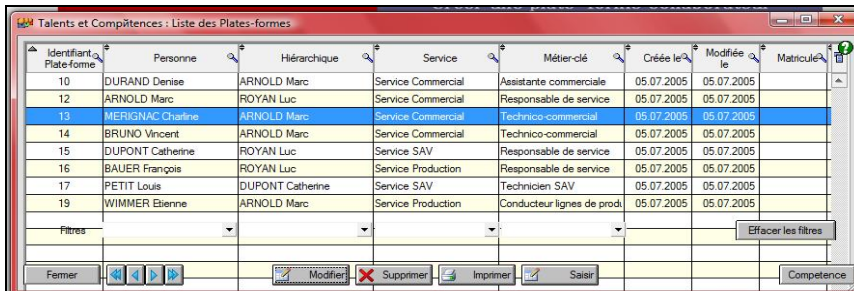 Talents et Compétences : Liste des Plates-formes
Identifiant Plate-forme Personne Hiérarchique Service Métier-clé Créée le Modifiée le Matricule
10 DURAND Denise ARNOLD Marc Service Commercial Assistante commerciale 05.07.2005 05.07.2005
12 ARNOLD Marc ROYAN Luc Service Commercial Responsable de service 05.07.2005 05.07.2005
13 MERIGNAC Charline ARNOLD Marc Service Commercial Technico-commercial 05.07.2005 05.07.2005
14 BRUNO Vincent ARNOLD Marc Service Commercial Technico-commercial 05.07.2005 05.07.2005
15 DUPONT Catherine ROYAN Luc Service SAV Responsable de service 05.07.2005 05.07.2005
16 BAUER François ROYAN Luc Service Production Responsable de service 05.07.2005 05.07.2005
17 PETIT Louis DUPONT Catherine Service SAV Technicien SAV 05.07.2005 05.07.2005
19 WIMMER Etienne ARNOLD Marc Service Production Conducteur lignes de produ 05.07.2005 05.07.2005
Filtres Effacer les filtres
Fermer Modifier Supprimer Imprimer Saisir Competence